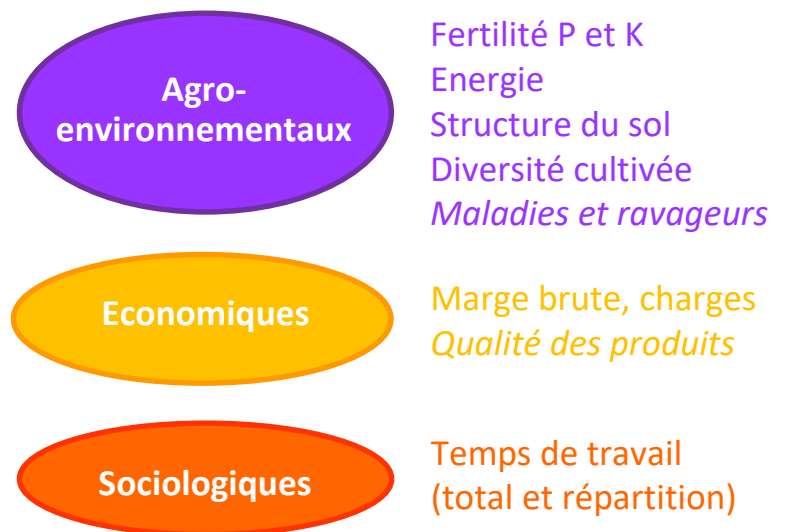 Agro-
environnementaux
Fertilité P et K
Energie
Structure du sol
Diversité cultivée
Maladies et ravageurs
Economiques
Marge brute, charges
Qualité des produits
Sociologiques
Temps de travail
(total et répartition)